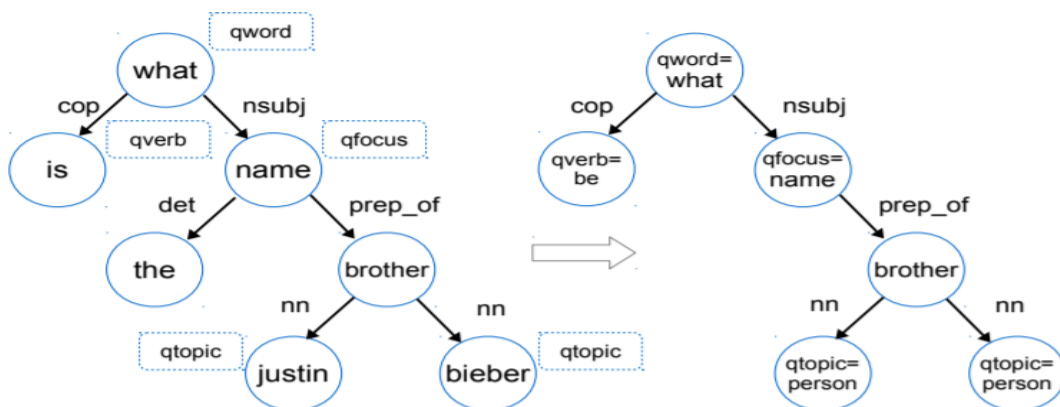 qword
what
cop
nsubj
qverb
qfocus
is
name
det
prep_of
the
brother
nn
nn
qtopic
qtopic
justin
bieber
qword=
what
cop
nsubj
qverb=
be
qfocus=
name
prep_of
brother
nn
nn
qtopic=
person
qtopic=
person